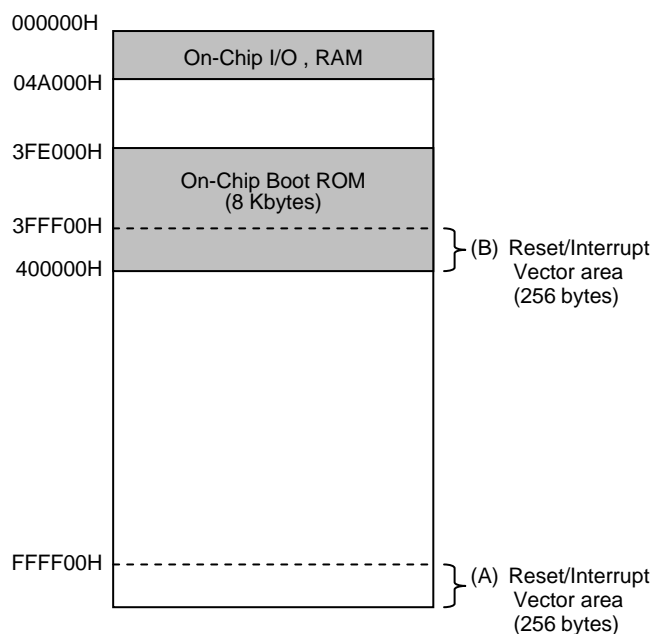 000000H
On-Chip I/O , RAM
04A000H
3FE000H
On-Chip Boot ROM
(8 Kbytes)
3FFF00H
(B) Reset/Interrupt
Vector area
(256 bytes)
400000H
FFFF00H
(A) Reset/Interrupt
Vector area
(256 bytes)